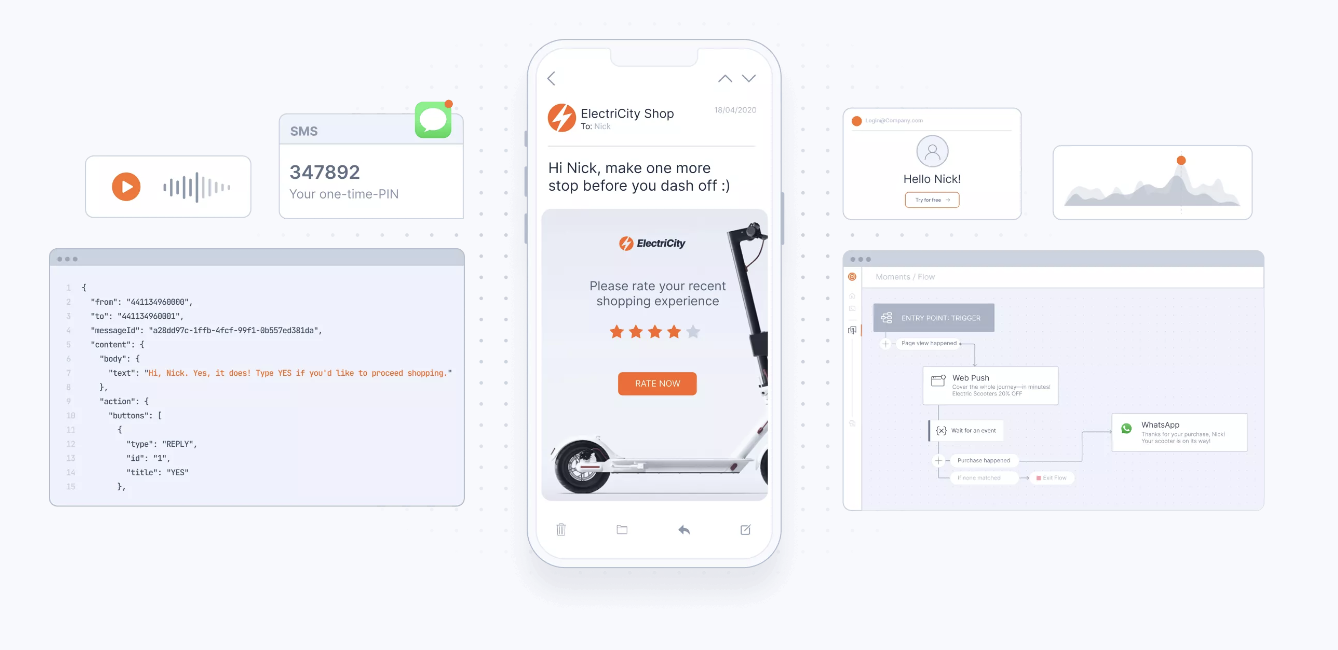 SMS
347892
Your one-time-PIN
1 {
2 "from": "441134960000",
3 "to": "441134960001",
4 "messageId": "a28dd97c-1ffb-4fcf-99f1-0b557ed381da",
5 "content": {
6 "body": {
7 "text": "Hi, Nick. Yes, it does! Type YES if you'd like to proceed shopping."
8 },
9 "action": {
10 "buttons": [
11 {
12 "type": "REPLY",
13 "id": "1",
14 "title": "YES"
15 },
ElectriCity Shop
18/04/2020
To: Nick
Hi Nick, make one more
stop before you dash off :)
ElectriCity
Please rate your recent
shopping experience
RATE NOW
Login@Company.com
Hello Nick!
Try for free
Moments / Flow
ENTRY POINT: TRIGGER
Page view happened
Web Push
Cover the whole journey—in minutes!
Electric Scooters 20% OFF
Wait for an event
Purchase happened
If none matched
Exit Flow
WhatsApp
Thanks for your purchase, Nick!
Your scooter is on its way!